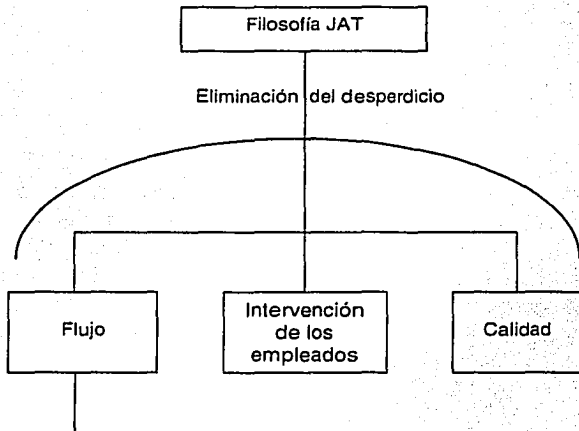 Filosofía JAT
Eliminación del desperdicio
Flujo
Intervención
de los
empleados
Calidad